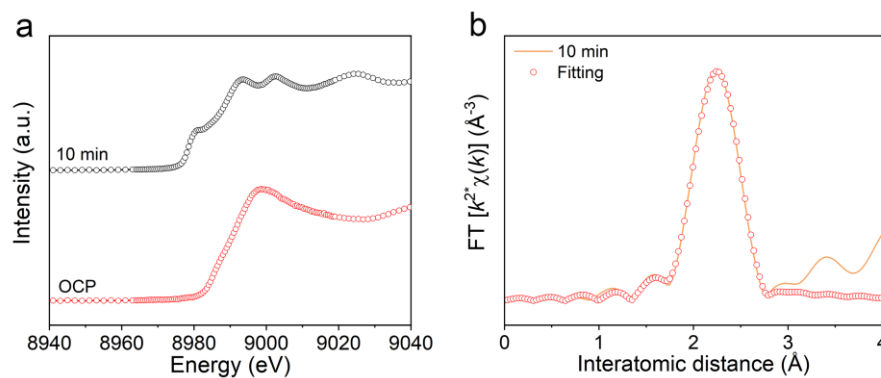 a
Intensity (a.u.)
10 min
OCP
8940 8960 8980 9000 9020 9040
Energy (eV)
b
FT [k²*χ(k)] (Å⁻³)
10 min
Fitting
0 1 2 3 4
Interatomic distance (Å)